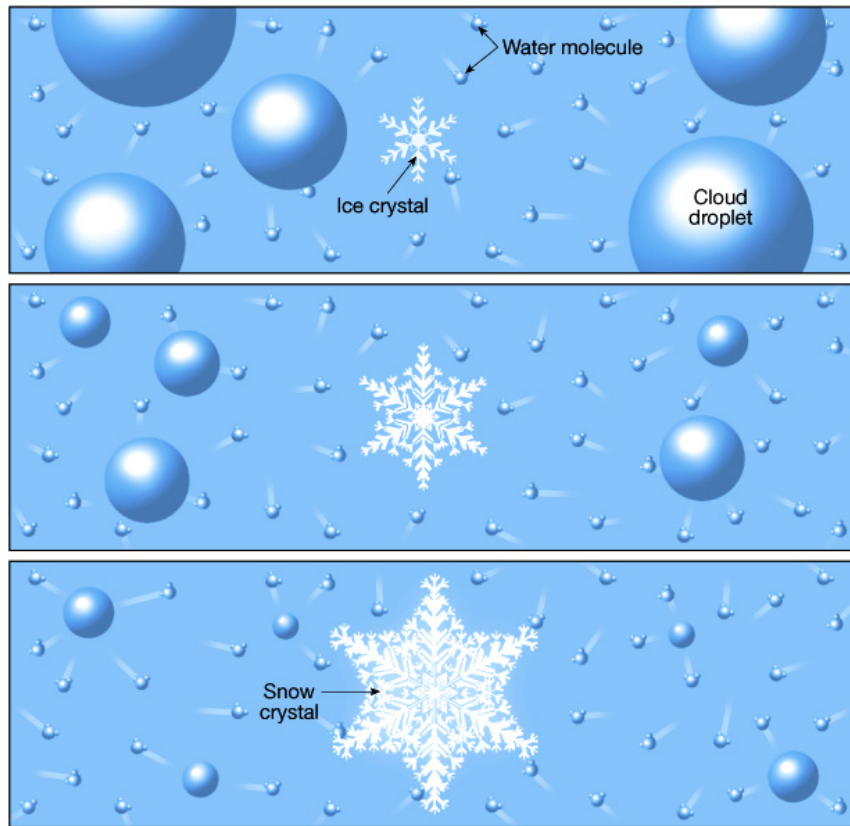 Water molecule
Ice crystal
Cloud
droplet
Snow
crystal